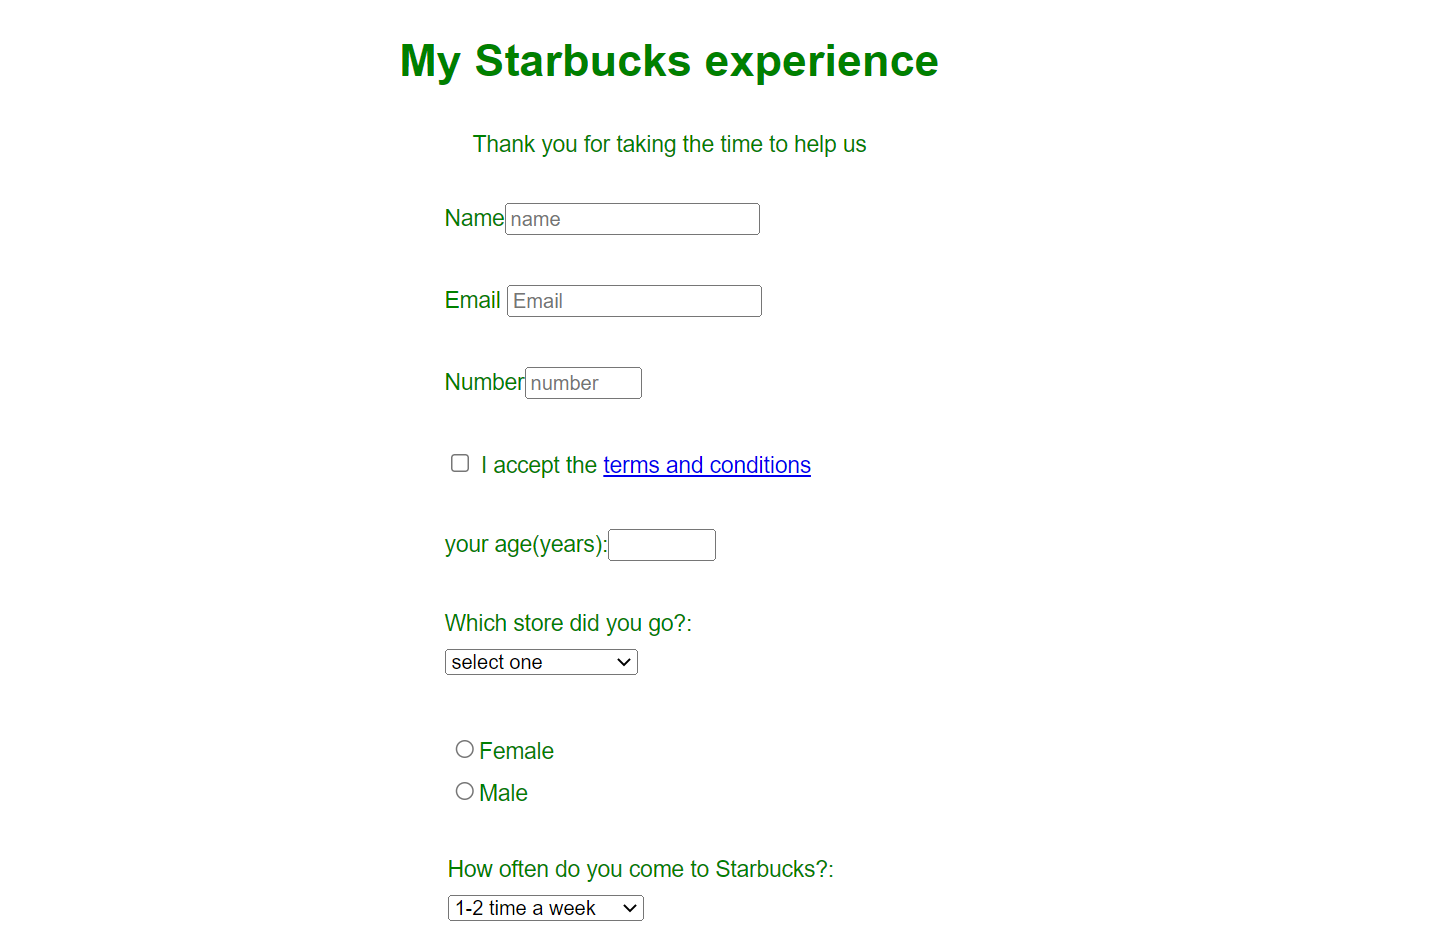 My Starbucks experience
Thank you for taking the time to help us
Name name
Email Email
Number number
I accept the terms and conditions
your age(years):
Which store did you go?:
select one
Female
Male
How often do you come to Starbucks?:
1-2 time a week